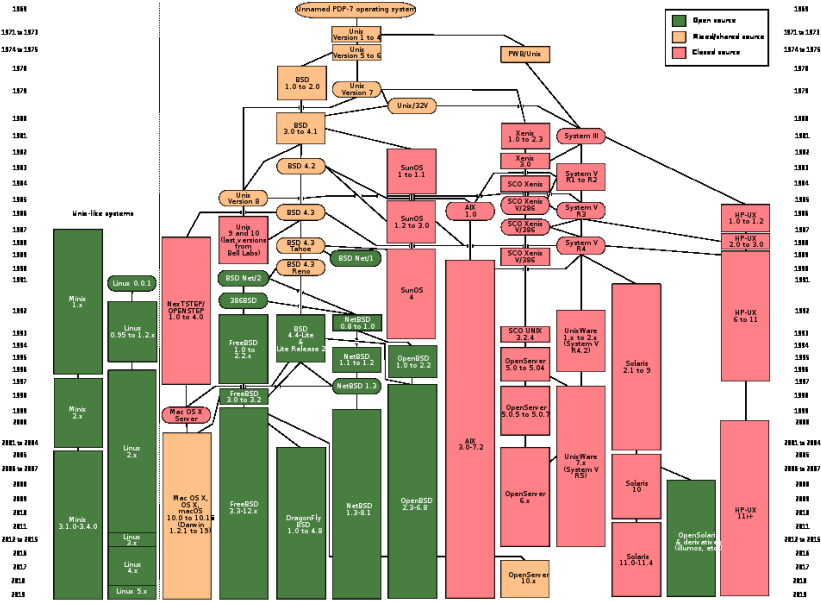 Unnamed PDP-7 operating system
Open source
Mixed/shared source
Closed source
1969
1971 to 1973
1974 to 1975
1978
1979
1980
1981
1982
1983
1984
1985
1986
1987
1988
1989
1990
1991
1992
1993
1994
1995
1996
1997
1998
1999
2000
2001 to 2004
2005
2006 to 2007
2008
2009
2010
2011
2012 to 2015
2016
2017
2018
2019
Unix
Version 1 to 4
Unix
Version 5 to 6
PWB/Unix
BSD
1.0 to 2.0
Unix
Version 7
Unix/32V
BSD
3.0 to 4.1
Xenix
1.0 to 2.3
System III
Xenix
3.0
SunOS
1 to 1.1
BSD 4.2
System V
R1 to R2
SCO Xenix
Unix
Version 8
SCO Xenix
V/286
AIX
1.0
System V
R3
BSD 4.3
SunOS
1.2 to 3.0
HP-UX
1.0 to 1.2
Unix-like systems
Unix
9 and 10
(last versions
from
Bell Labs)
SCO Xenix
V/386
HP-UX
2.0 to 3.0
BSD 4.3
Tahoe
System V
R4
BSD Net/1
SCO Xenix
V/386
BSD 4.3
Reno
BSD Net/2
Linux 0.0.1
386BSD
Minix
1.x
NexTSTEP/
OPENSTEP
1.0 to 4.0
SunOS
4
HP-UX
6 to 11
Linux
0.95 to 1.2.x
FreeBSD
1.0 to
2.2.x
BSD
4.4-Lite
&
Lite Release 2
NetBSD
0.8 to 1.0
SCO UNIX
3.2.4
UnixWare
1.x to 2.x
(System V
R4.2)
NetBSD
1.1 to 1.2
OpenBSD
1.0 to 2.2
OpenServer
5.0 to 5.04
Solaris
2.1 to 9
NetBSD 1.3
FreeBSD
3.0 to 3.2
Minix
2.x
Mac OS X
Server
OpenServer
5.0.5 to 5.0.7
AIX
3.0-7.2
Linux
2.x
UnixWare
7.x
(System V
R5)
Minix
3.1.0-3.4.0
Mac OS X,
OS X,
macOS
10.0 to 10.15
(Darwin
1.2.1 to 19)
FreeBSD
3.3-12.x
DragonFly
BSD
1.0 to 4.8
NetBSD
1.3-8.1
OpenBSD
2.3-6.8
OpenServer
6.x
Solaris
10
HP-UX
11i+
Linux
3.x
OpenSolaris
& derivatives
(illumos, etc.)
Linux
4.x
Solaris
11.0-11.4
OpenServer
10.x
Linux 5.x